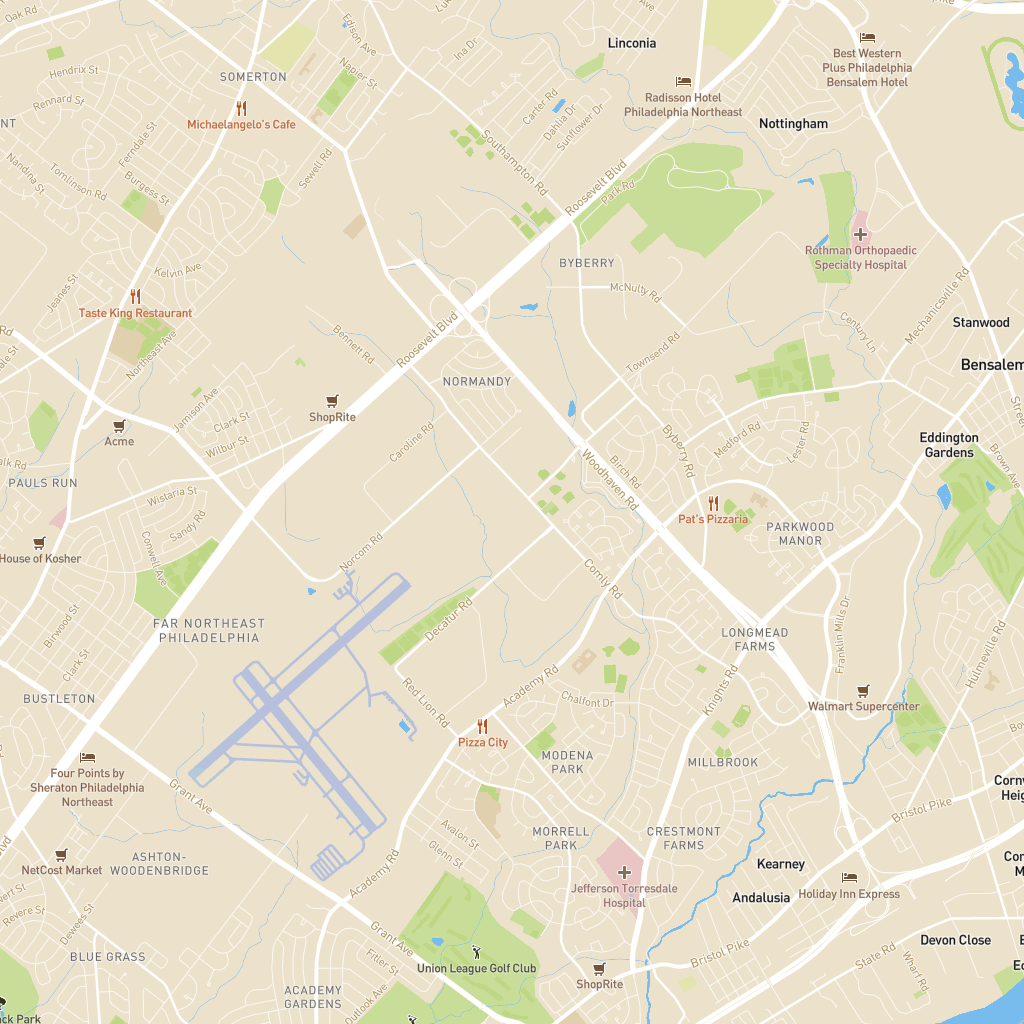 Oak Rd
Edison Ave
Ina Dr
Linconia
Pike
Best Western
Plus Philadelphia
Bensalem Hotel
Hendrix St
SOMERTON
Napier St
Radisson Hotel
Philadelphia Northeast
Rennard St
Michaelangelo's Cafe
Carter Rd
Dahlia Dr
Sunflower Dr
Nottingham
Ferndale St
Nandina St
Tomlinson Rd
Burgess St
Sewell Rd
Southampton Rd
Roosevelt Blvd
Park Rd
Rothman Orthopaedic
Specialty Hospital
BYBERRY
Kelvin Ave
Jeanes St
McNulty Rd
Mechanicsville Rd
Taste King Restaurant
Century Ln
Stanwood
Northeast Ave
Bennett Rd
Roosevelt Blvd
Townsend Rd
Bensalem
NORMANDY
Jamison Ave
ShopRite
Clark St
Acme
Wilbur St
Caroline Rd
Byberry Rd
Medford Rd
Lester Rd
Eddington
Gardens
Brown Ave
PAULS RUN
Birch Rd
Woodhaven Rd
Wistaria St
Sandy Rd
Pat's Pizzaria
PARKWOOD
MANOR
House of Kosher
Conwell Ave
Norcom Rd
Comly Rd
Birwood St
FAR NORTHEAST
PHILADELPHIA
Decatur Rd
Franklin Mills Dr
LONGMEAD
FARMS
Hulmeville Rd
Clark St
Academy Rd
Knights Rd
BUSTLETON
Red Lion Rd
Chalfont Dr
Walmart Supercenter
Pizza City
MODENA
PARK
MILLBROOK
Four Points by
Sheraton Philadelphia
Northeast
Grant Ave
Bristol Pike
Avalon St
MORRELL
PARK
CRESTMONT
FARMS
Glenn St
NetCost Market
ASHTON-
WOODENBRIDGE
Academy Rd
Kearney
Jefferson Torresdale
Hospital
Andalusia
Holiday Inn Express
Revere St
Dewees St
Grant Ave
Devon Close
Bristol Pike
State Rd
Wharf Rd
BLUE GRASS
Fitler St
Union League Golf Club
ShopRite
ACADEMY
GARDENS
Outlook Ave